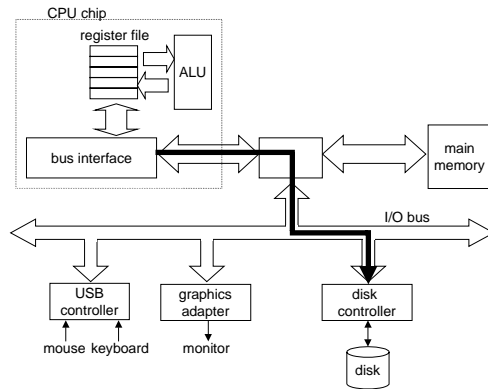 CPU chip
register file
ALU
bus interface
main
memory
I/O bus
USB
controller
graphics
adapter
disk
controller
mouse keyboard
monitor
disk